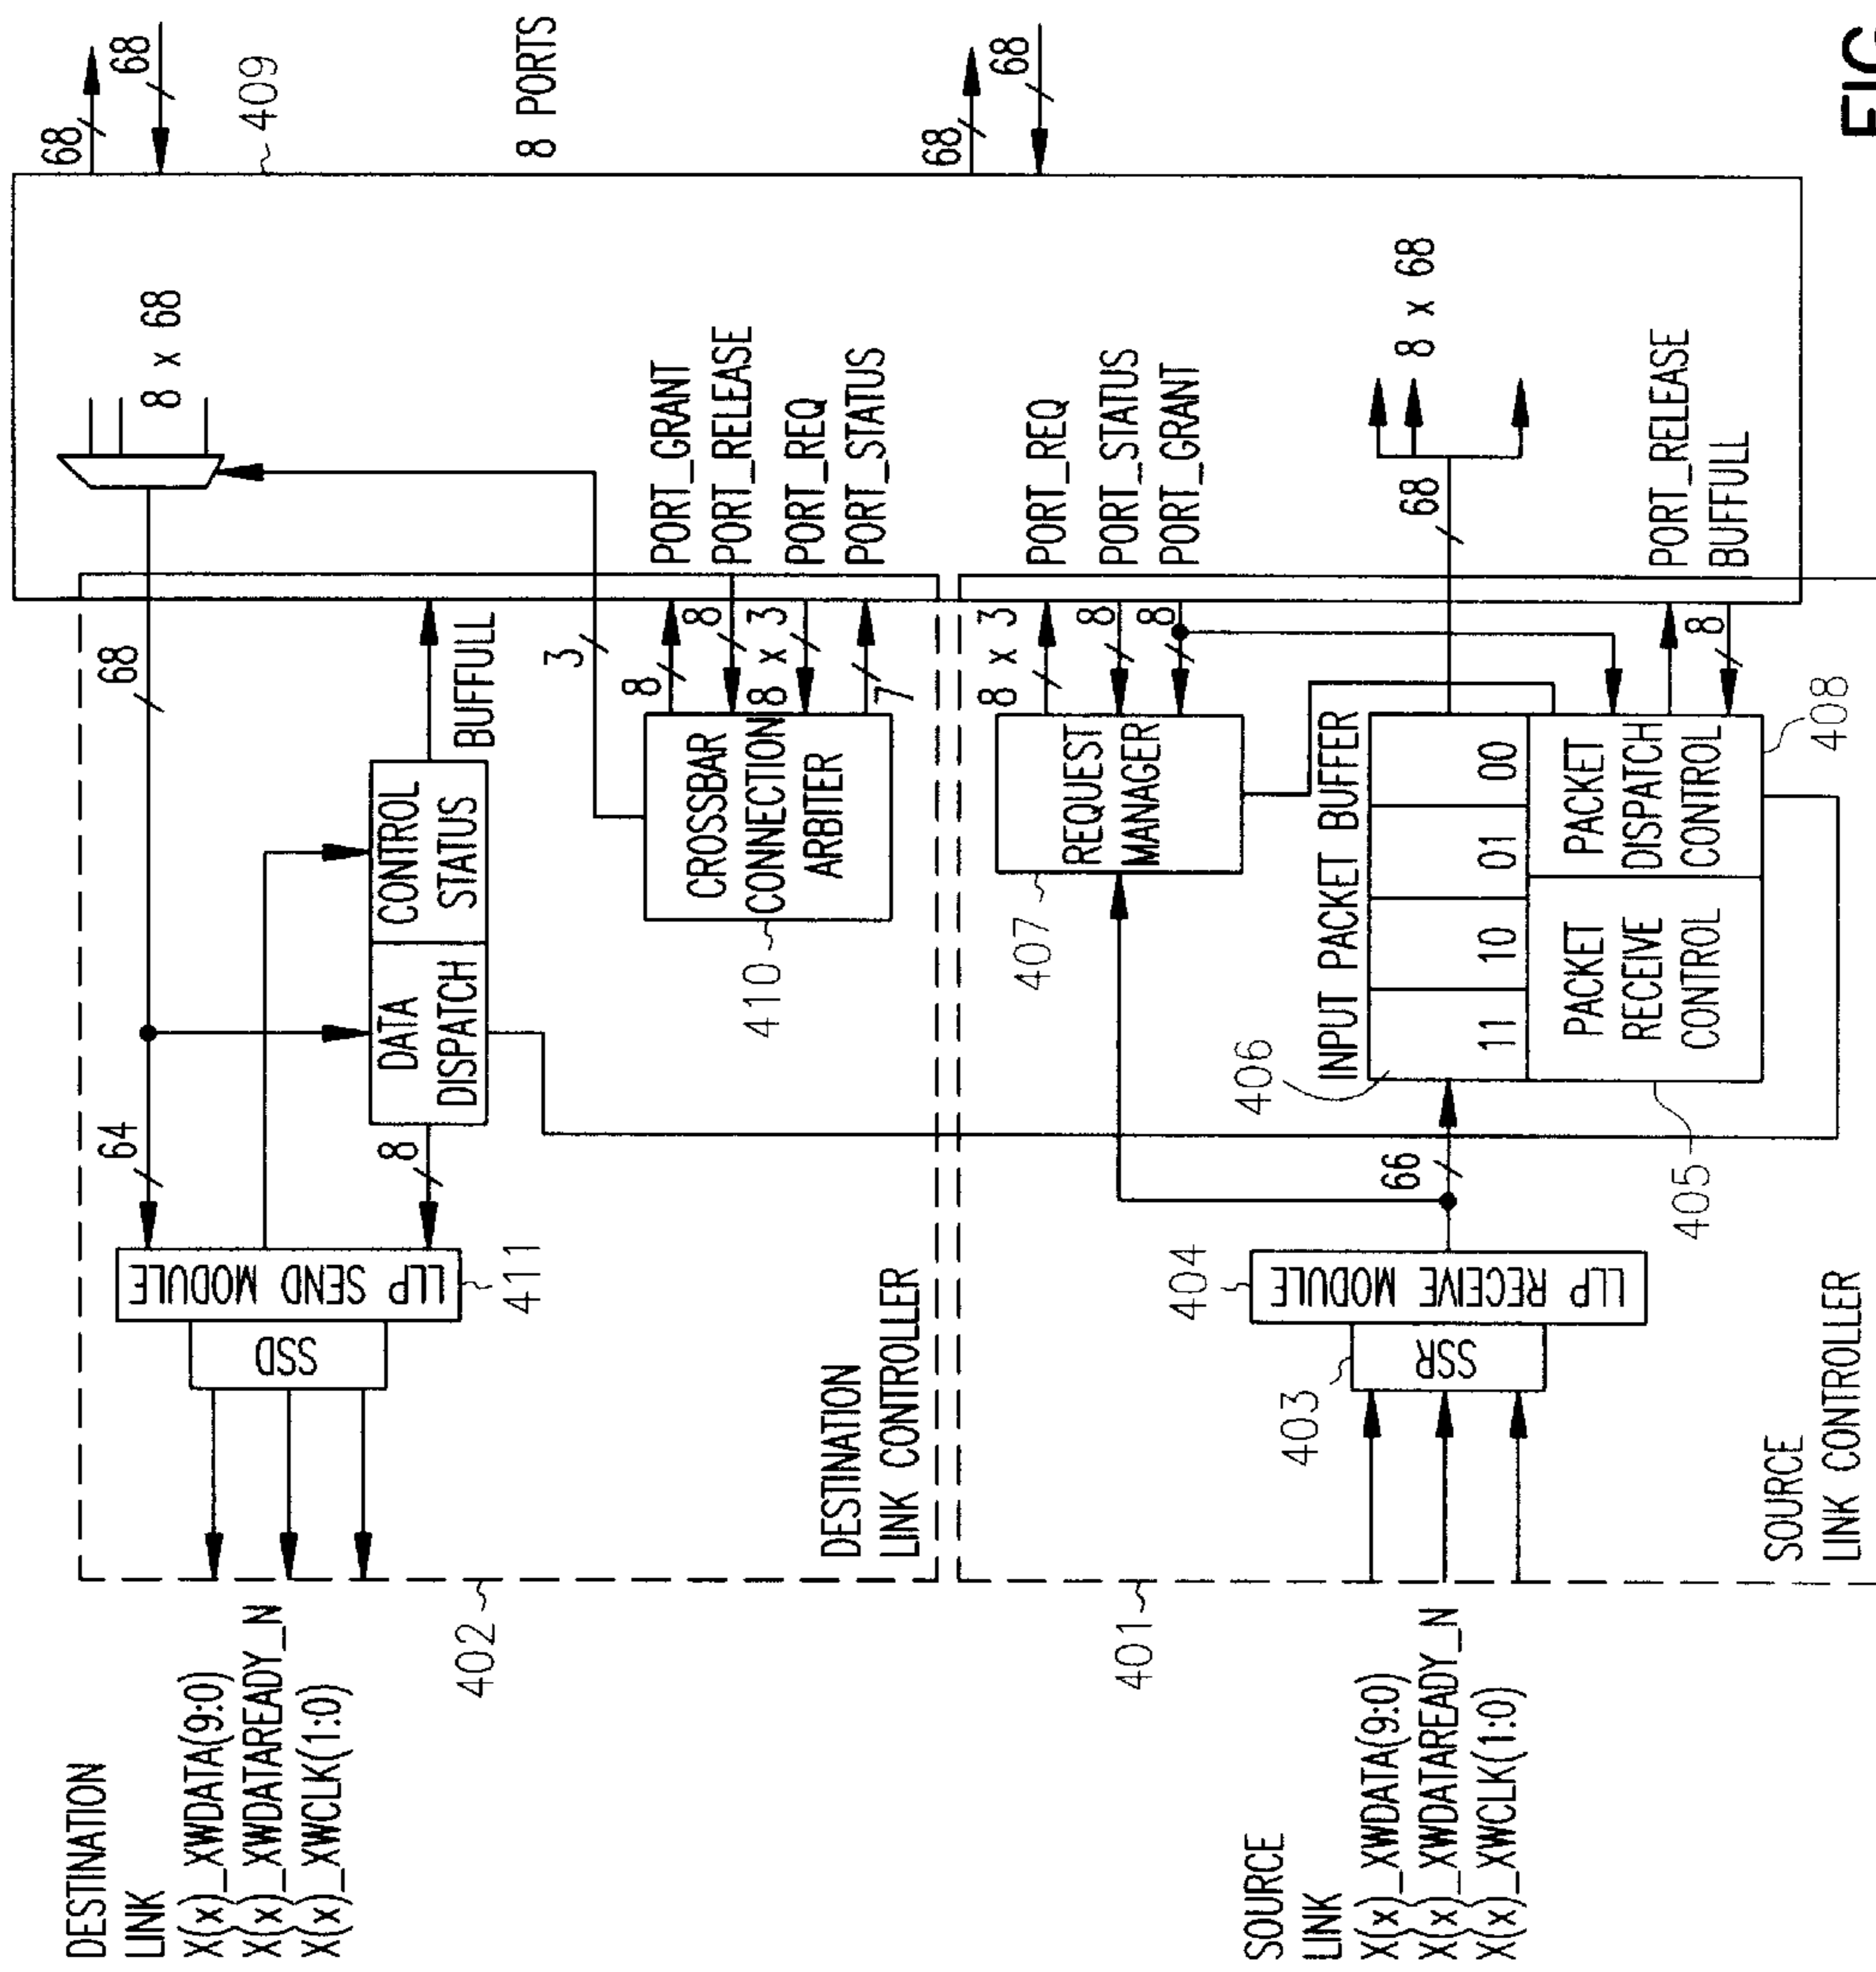 DESTINATION
LINK
X(x)_XWDATA(9:0)
X(x)_XWDATAREADY_N
X(x)_XWCLK(1:0)
402
SSD
LLP SEND MODULE
411
64
68
8
DATA
DISPATCH
CONTROL
STATUS
BUFFULL
DESTINATION
LINK CONTROLLER
410
CROSSBAR
CONNECTION
ARBITER
3
8
8
8 x 3
7
PORT_GRANT
PORT_RELEASE
PORT_REQ
PORT_STATUS
8 x 68
68
68
409
8 PORTS
68
68
SOURCE
LINK
X(x)_XWDATA(9:0)
X(x)_XWDATAREADY_N
X(x)_XWCLK(1:0)
401
403
SSR
404
LLP RECEIVE MODULE
66
407
REQUEST
MANAGER
8 x 3
8
8
PORT_REQ
PORT_STATUS
PORT_GRANT
406
INPUT PACKET BUFFER
11
10
01
00
PACKET
RECEIVE
CONTROL
405
PACKET
DISPATCH
CONTROL
408
68
8 x 68
8
PORT_RELEASE
BUFFULL
SOURCE
LINK CONTROLLER
FIG